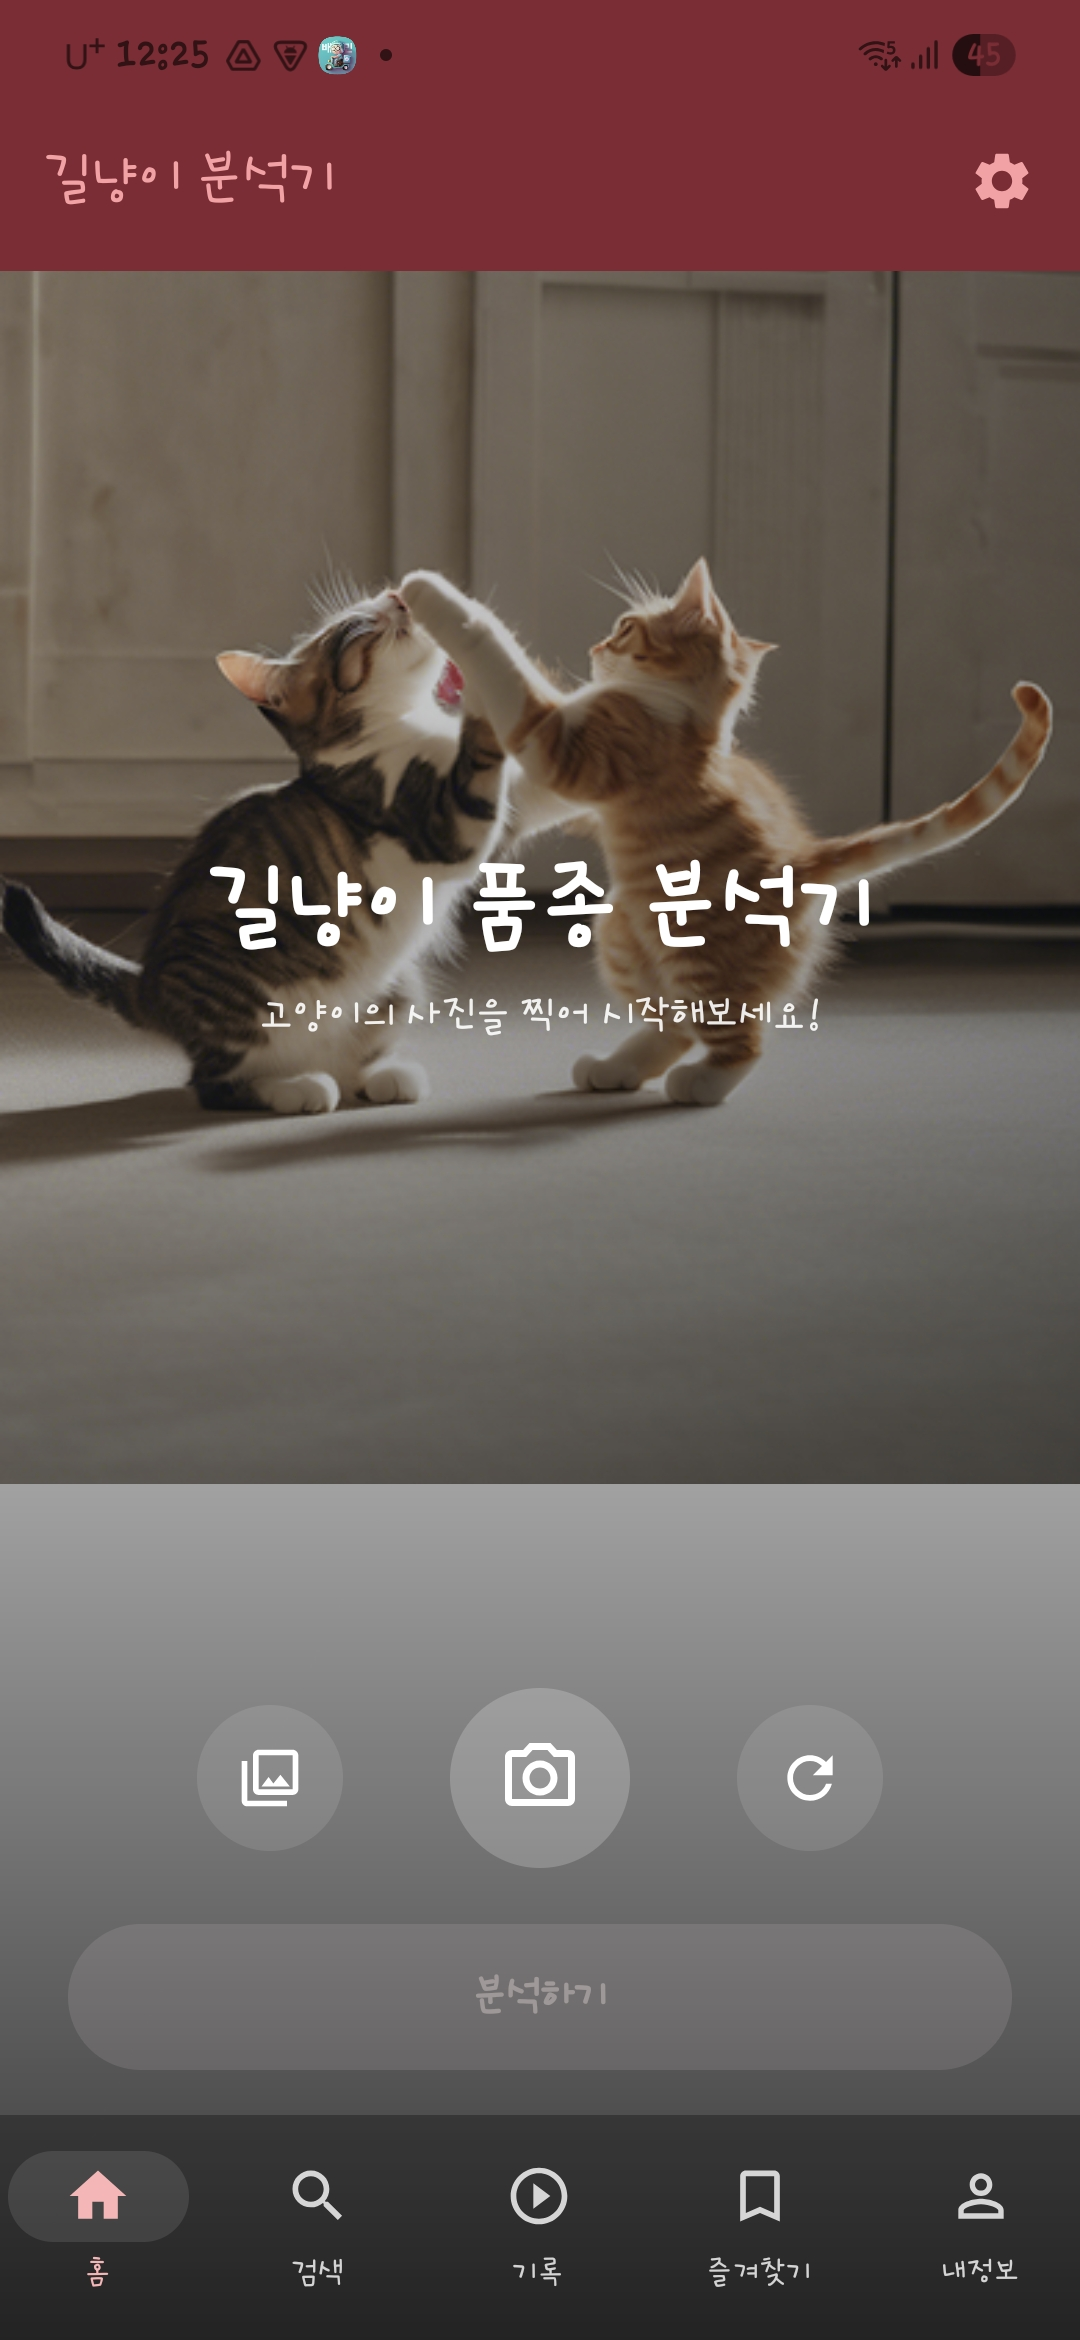 U+ 12:25 5 45
길냥이 분석기
길냥이 품종 분석기
고양이의 사진을 찍어 시작해보세요!
분석하기
홈 검색 기록 즐겨찾기 내정보